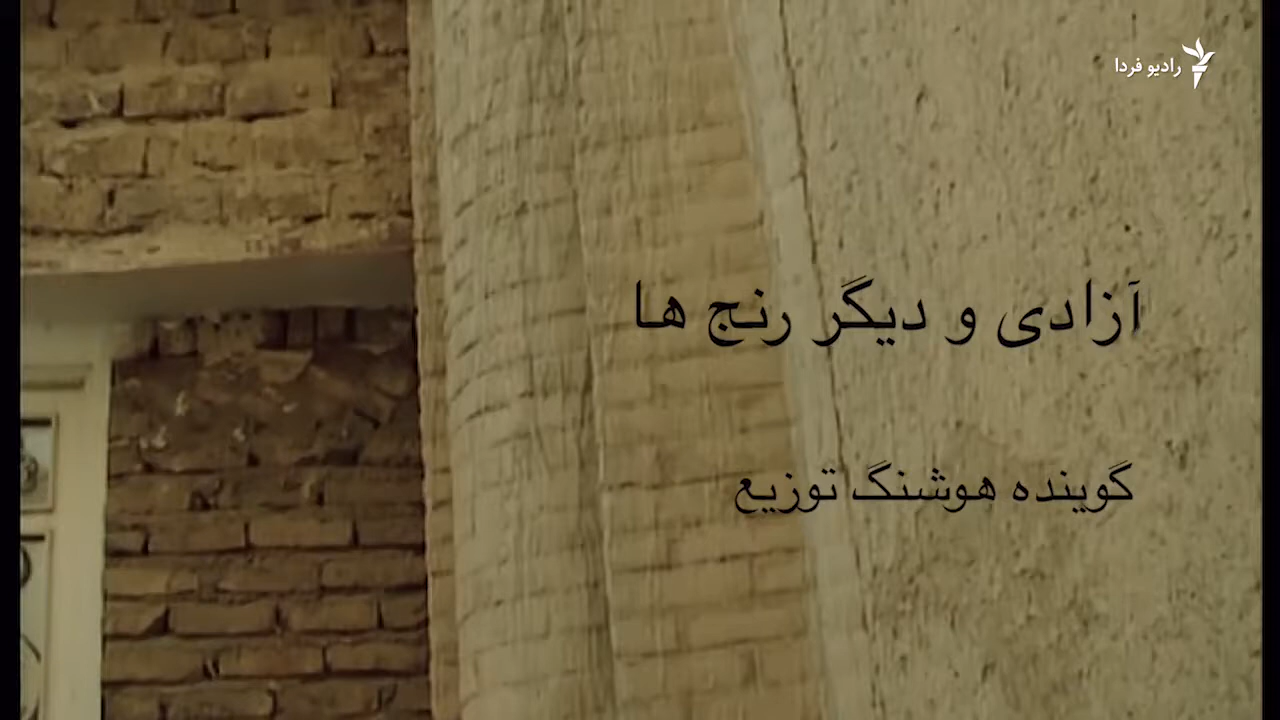 رادیو فردا
آزادی و دیگر رنج ها
گوینده هوشنگ توزیع